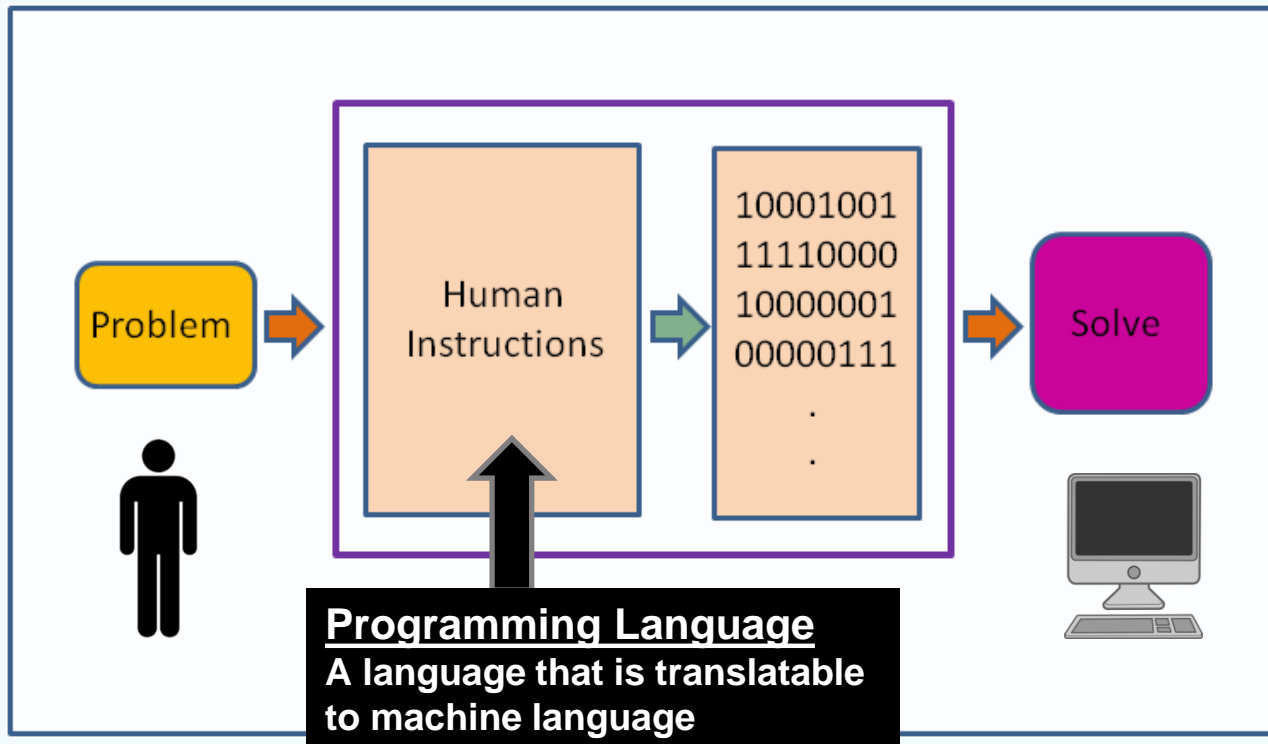 Problem
Human
Instructions
10001001
11110000
10000001
00000111
.
.
Solve
Programming Language
A language that is translatable
to machine language